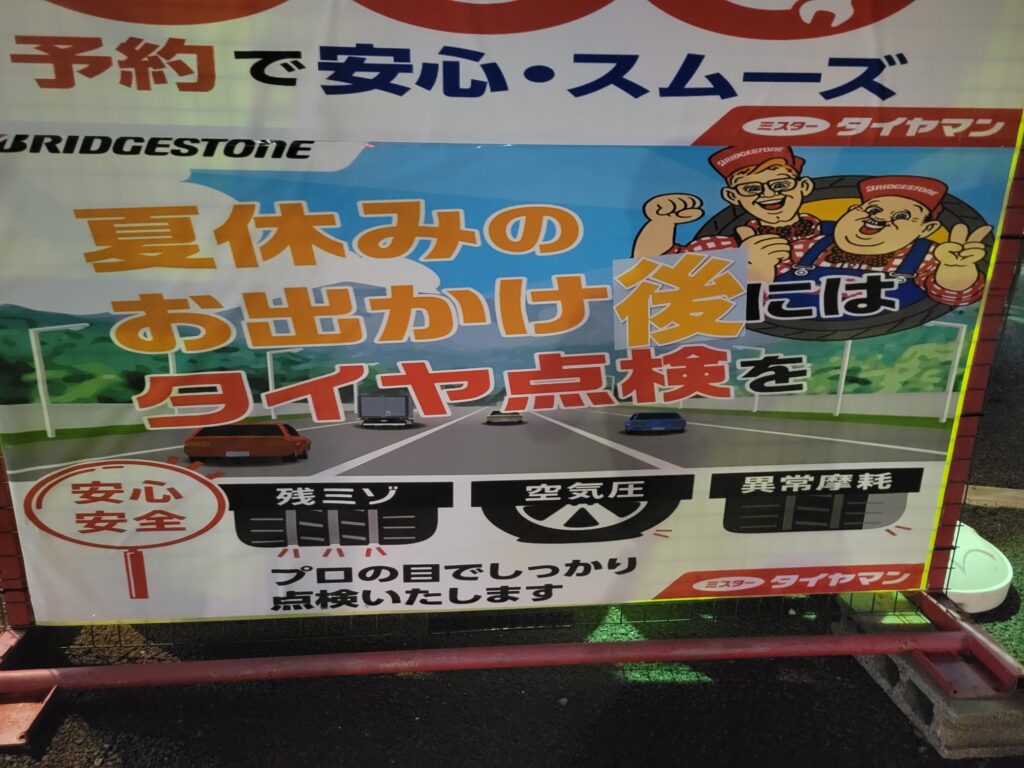 予約で安心・スムーズ
ミスター タイヤマン
BRIDGESTONE
BRIDGESTONE
BRIDGESTONE
夏休みの
お出かけ後には
タイヤ点検を
安心
安全
残ミゾ
空気圧
異常摩耗
プロの目でしっかり
点検いたします
ミスター タイヤマン